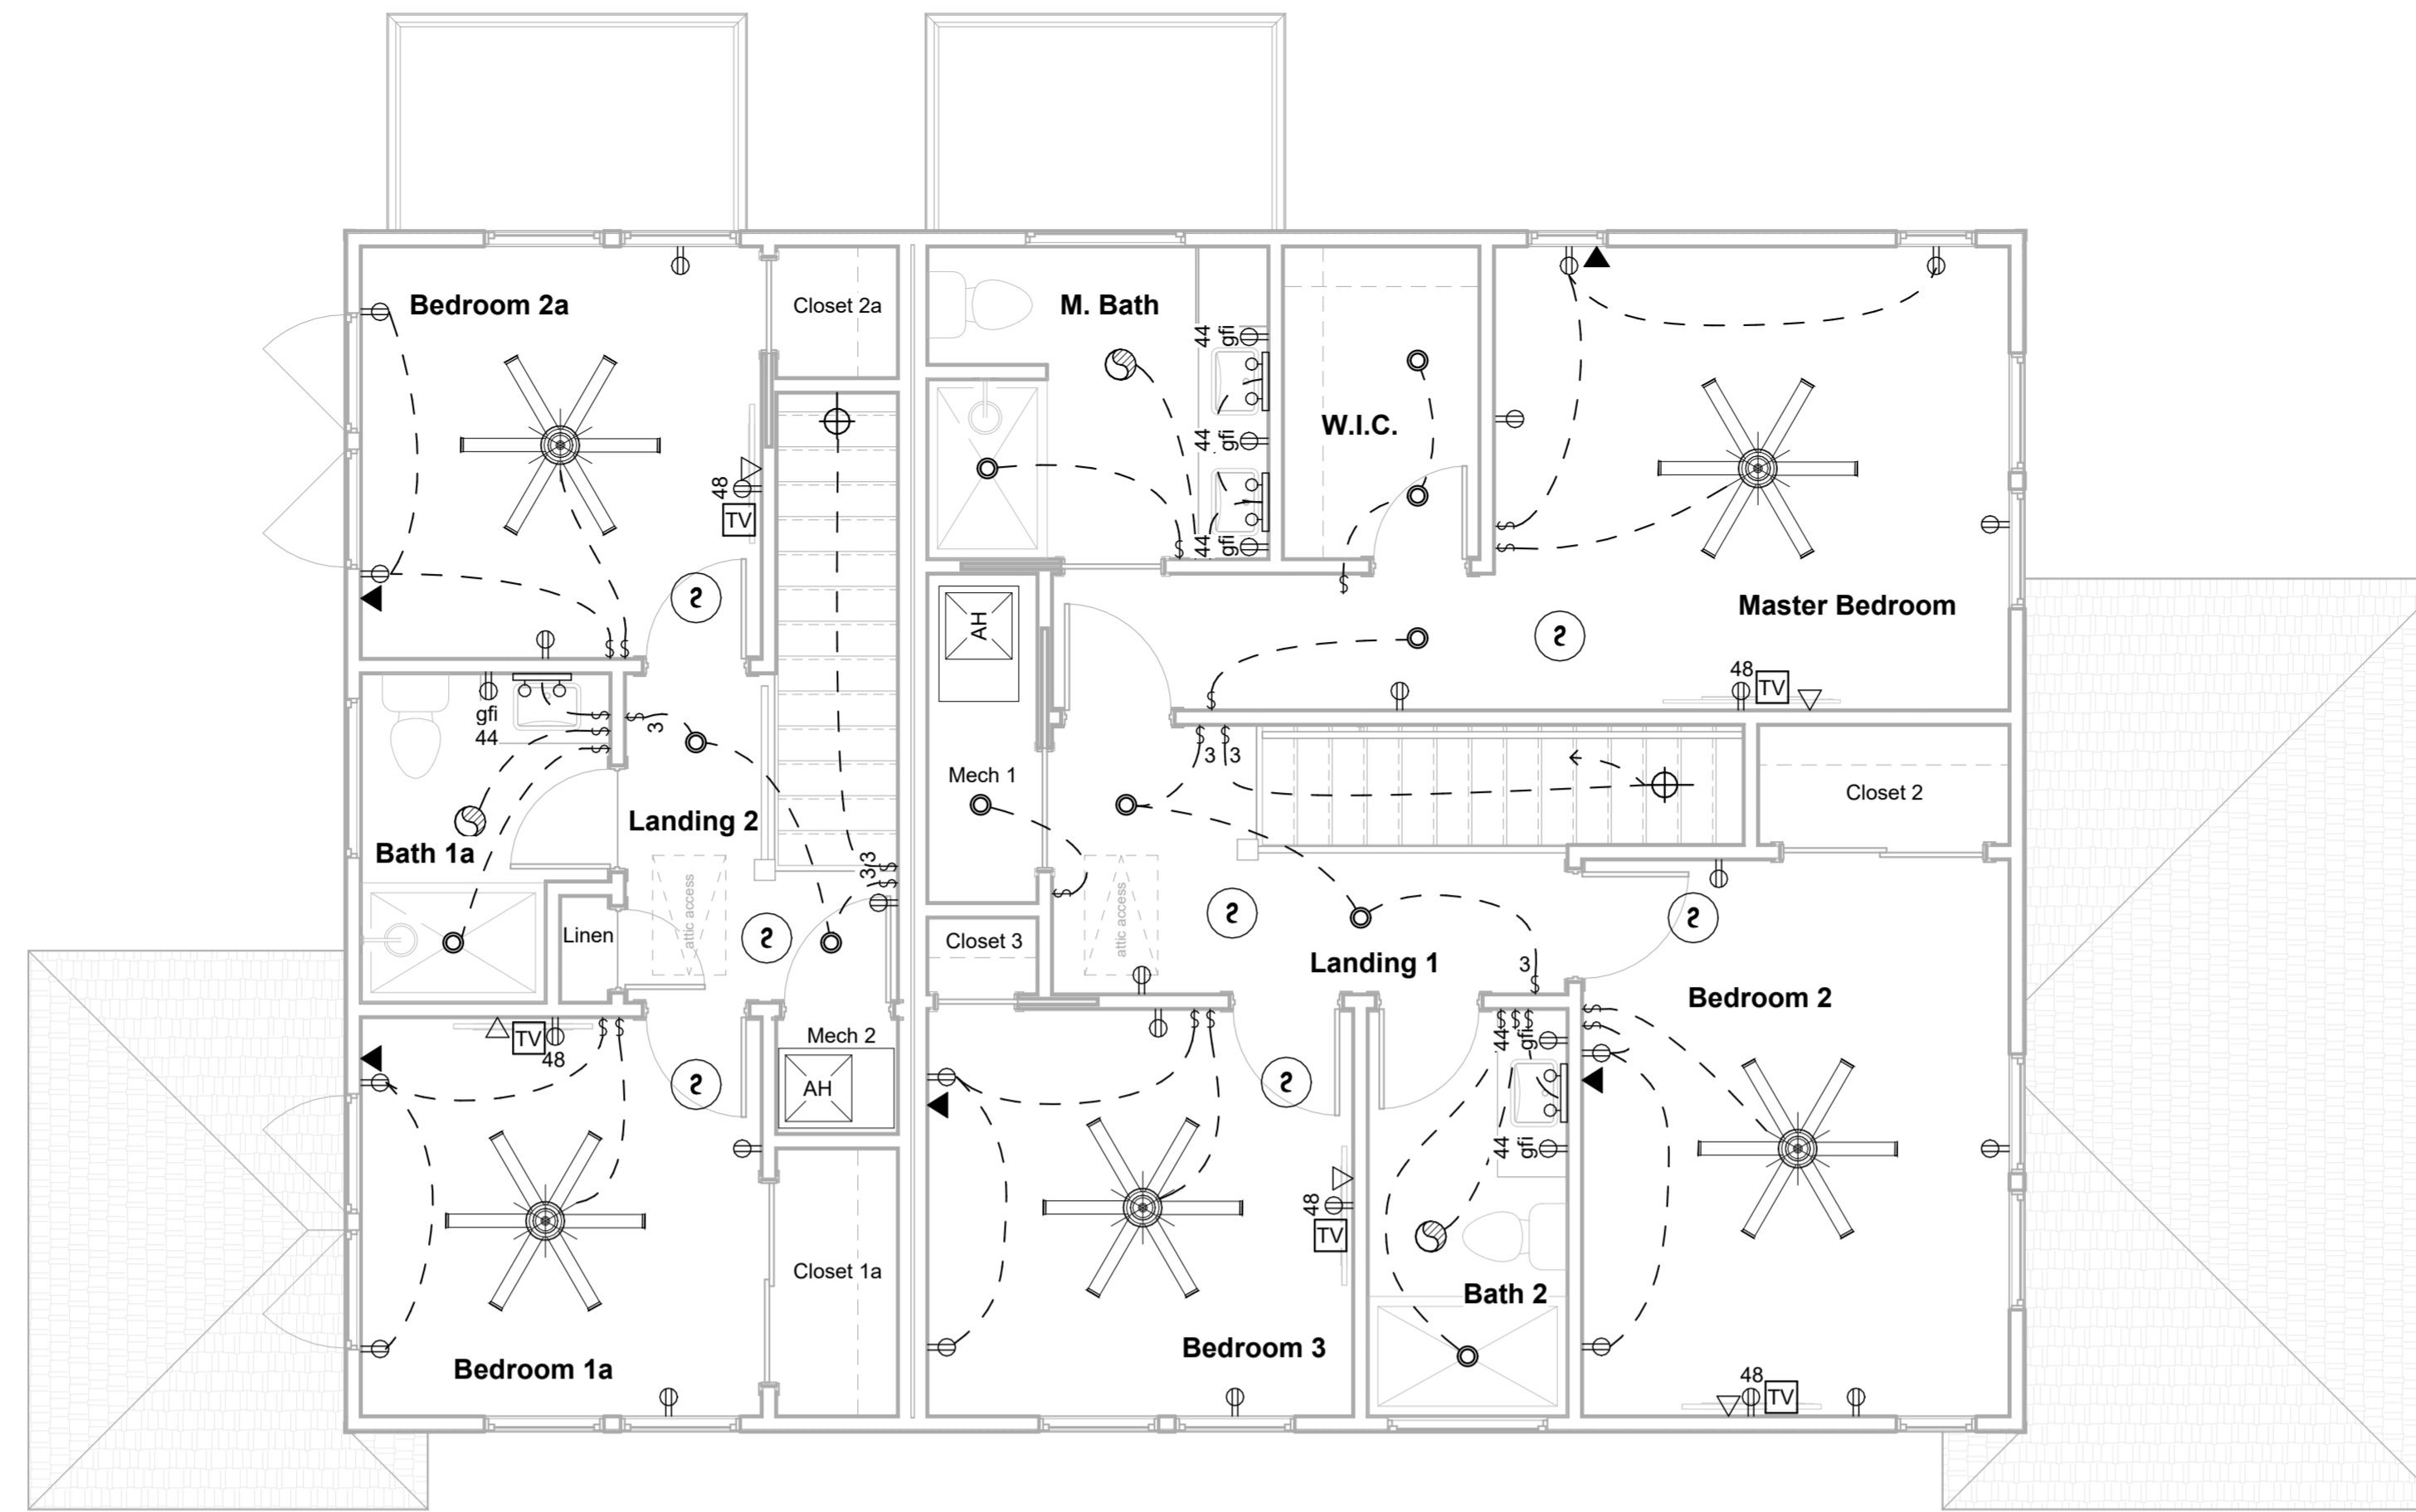 Bedroom 2a
Closet 2a
M. Bath
44
gfi
W.I.C.
44
gfi
48
TV
44
gfi
AH
Master Bedroom
48
TV
gfi
44
3
3
3
Mech 1
Closet 2
Landing 2
Bath 1a
3
3
attic access
attic access
Linen
Closet 3
Landing 1
3
Bedroom 2
TV
48
Mech 2
AH
44
gfi
44
gfi
48
TV
Closet 1a
Bath 2
Bedroom 3
Bedroom 1a
48
TV